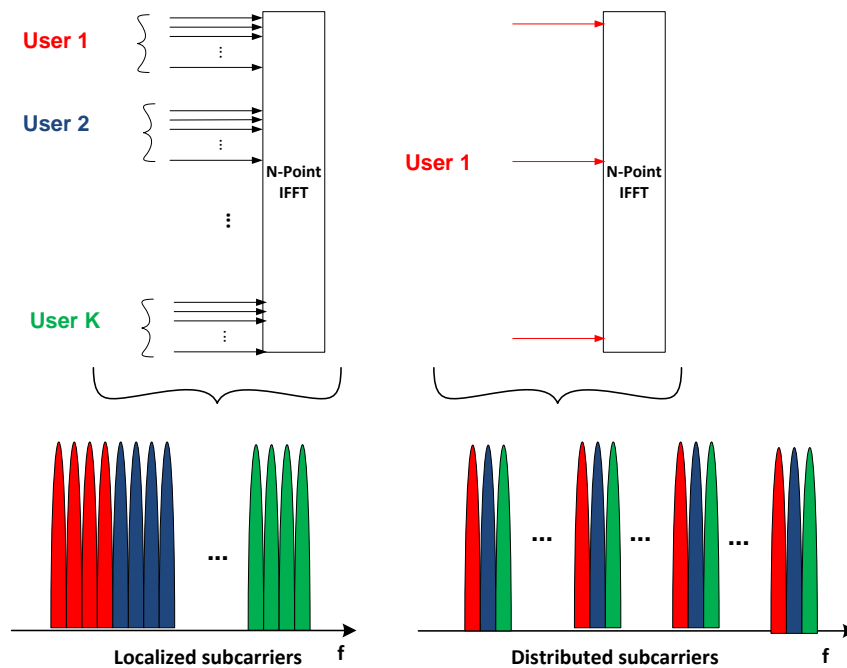 User 1
...
User 2
...
N-Point
IFFT
...
User K
...
User 1
N-Point
IFFT
...
Localized subcarriers
f
...
...
...
Distributed subcarriers
f